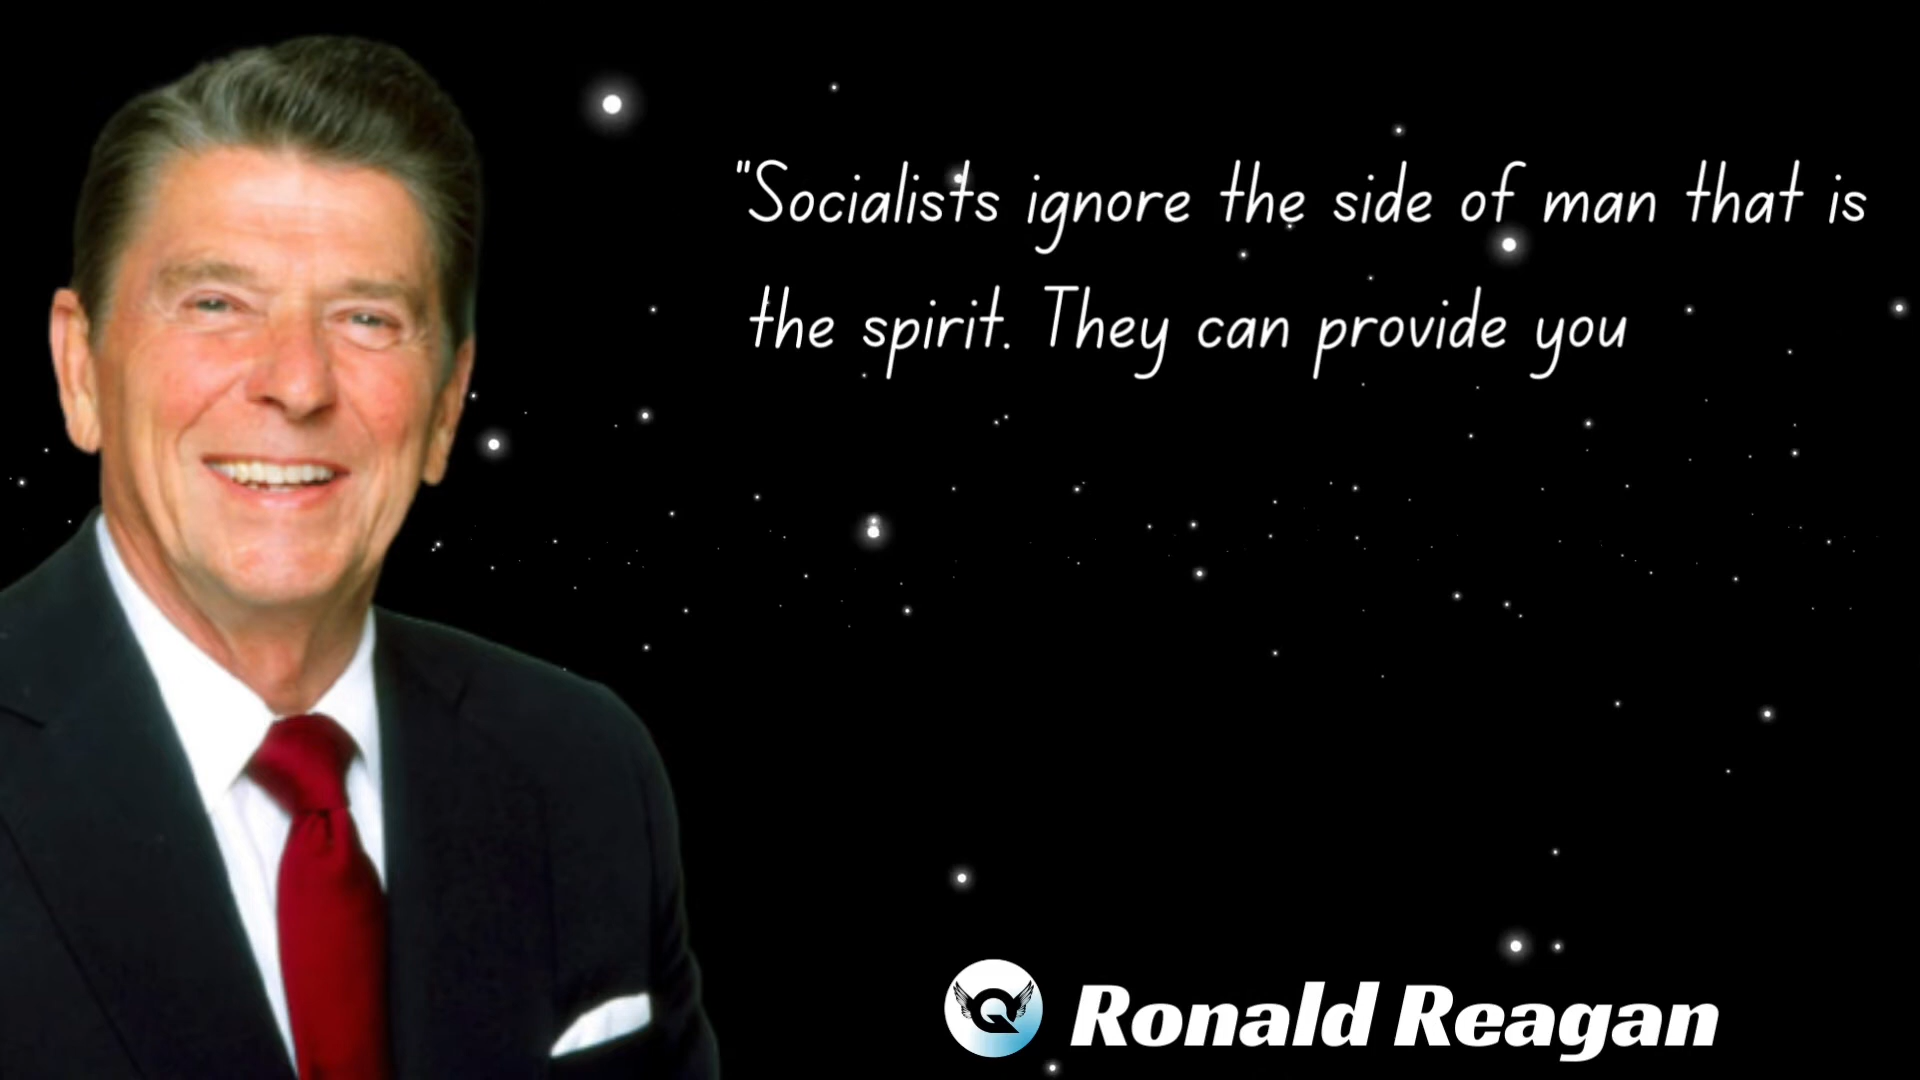 "Socialists ignore the side of man that is
the spirit. They can provide you
Q Ronald Reagan